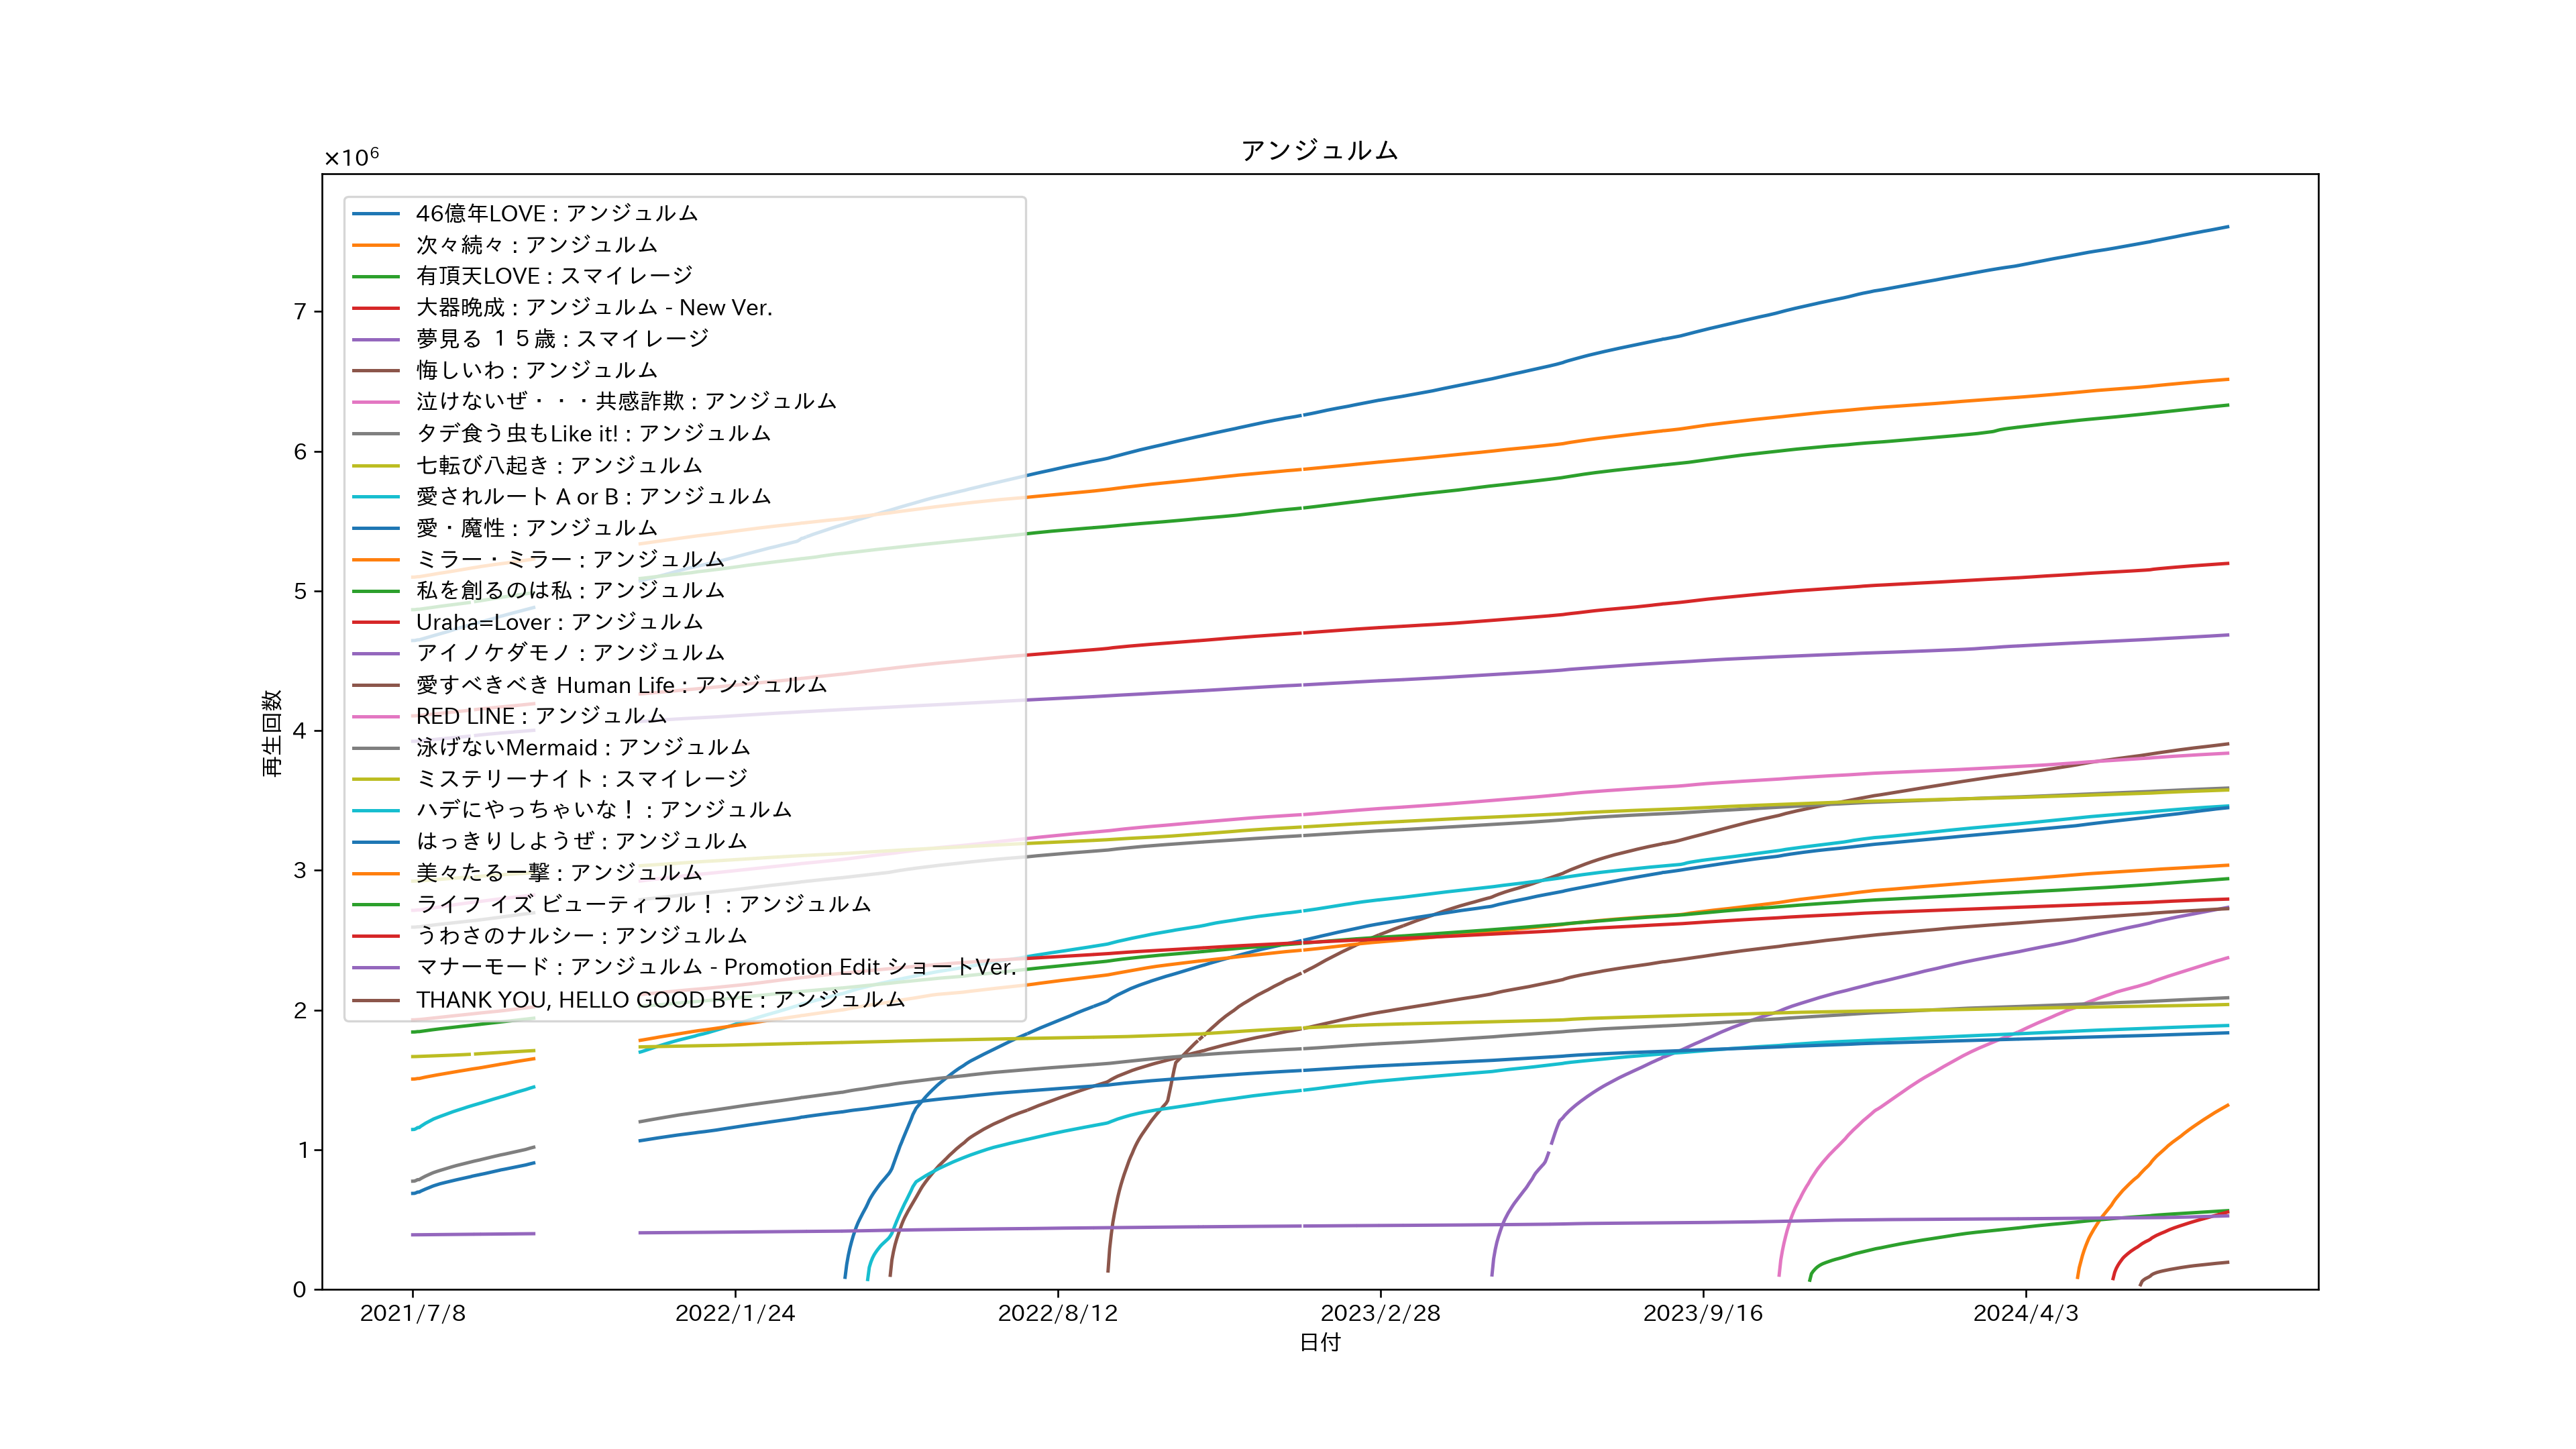 アンジュルム
×10⁶
46億年LOVE : アンジュルム
次々続々 : アンジュルム
有頂天LOVE : スマイレージ
大器晩成 : アンジュルム - New Ver.
夢見る １５歳 : スマイレージ
悔しいわ : アンジュルム
泣けないぜ・・・共感詐欺 : アンジュルム
タデ食う虫もLike it! : アンジュルム
七転び八起き : アンジュルム
愛されルート A or B : アンジュルム
愛・魔性 : アンジュルム
ミラー・ミラー : アンジュルム
私を創るのは私 : アンジュルム
Uraha=Lover : アンジュルム
アイノケダモノ : アンジュルム
愛すべきべき Human Life : アンジュルム
RED LINE : アンジュルム
泳げないMermaid : アンジュルム
ミステリーナイト : スマイレージ
ハデにやっちゃいな！ : アンジュルム
はっきりしようぜ : アンジュルム
美々たる一撃 : アンジュルム
ライフ イズ ビューティフル！ : アンジュルム
うわさのナルシー : アンジュルム
マナーモード : アンジュルム - Promotion Edit ショートVer.
THANK YOU, HELLO GOOD BYE : アンジュルム
7
6
5
4
3
2
1
0
再生回数
2021/7/8
2022/1/24
2022/8/12
2023/2/28
2023/9/16
2024/4/3
日付